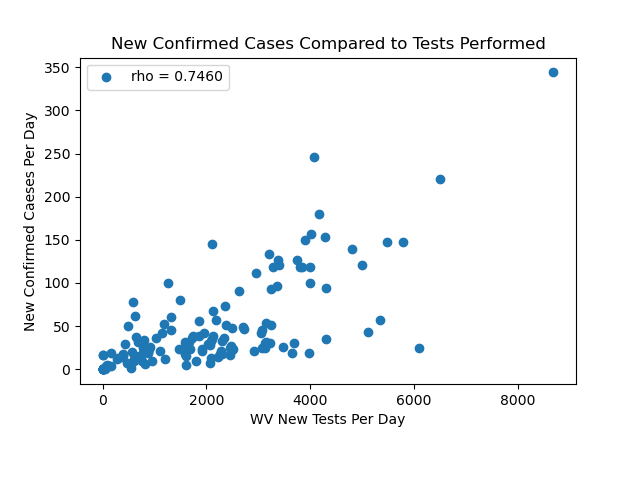 New Confirmed Cases Compared to Tests Performed
rho = 0.7460
New Confirmed Caeses Per Day
350
300
250
200
150
100
50
0
0 2000 4000 6000 8000
WV New Tests Per Day